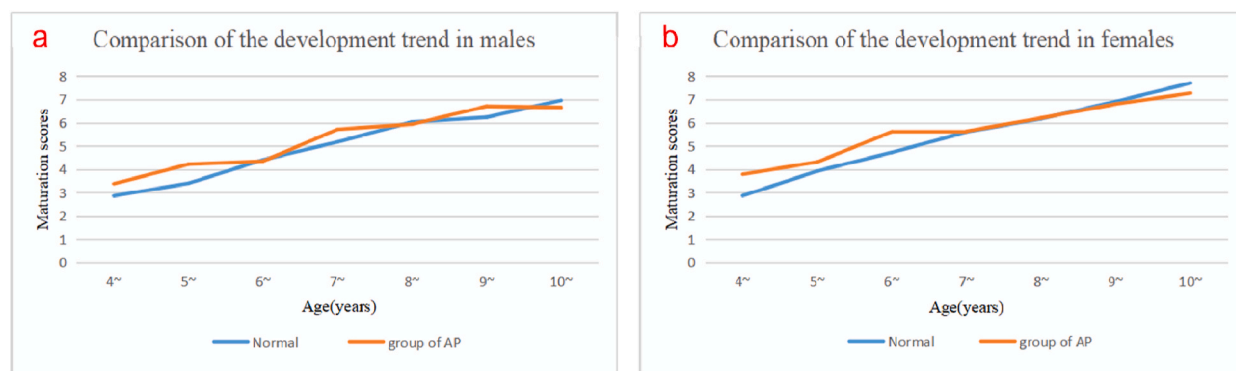 a
Comparison of the development trend in males
Maturation scores
8
7
6
5
4
3
2
1
0
4~ 5~ 6~ 7~ 8~ 9~ 10~
Age(years)
Normal group of AP
b
Comparison of the development trend in females
Maturation scores
8
7
6
5
4
3
2
1
0
4~ 5~ 6~ 7~ 8~ 9~ 10~
Age(years)
Normal group of AP